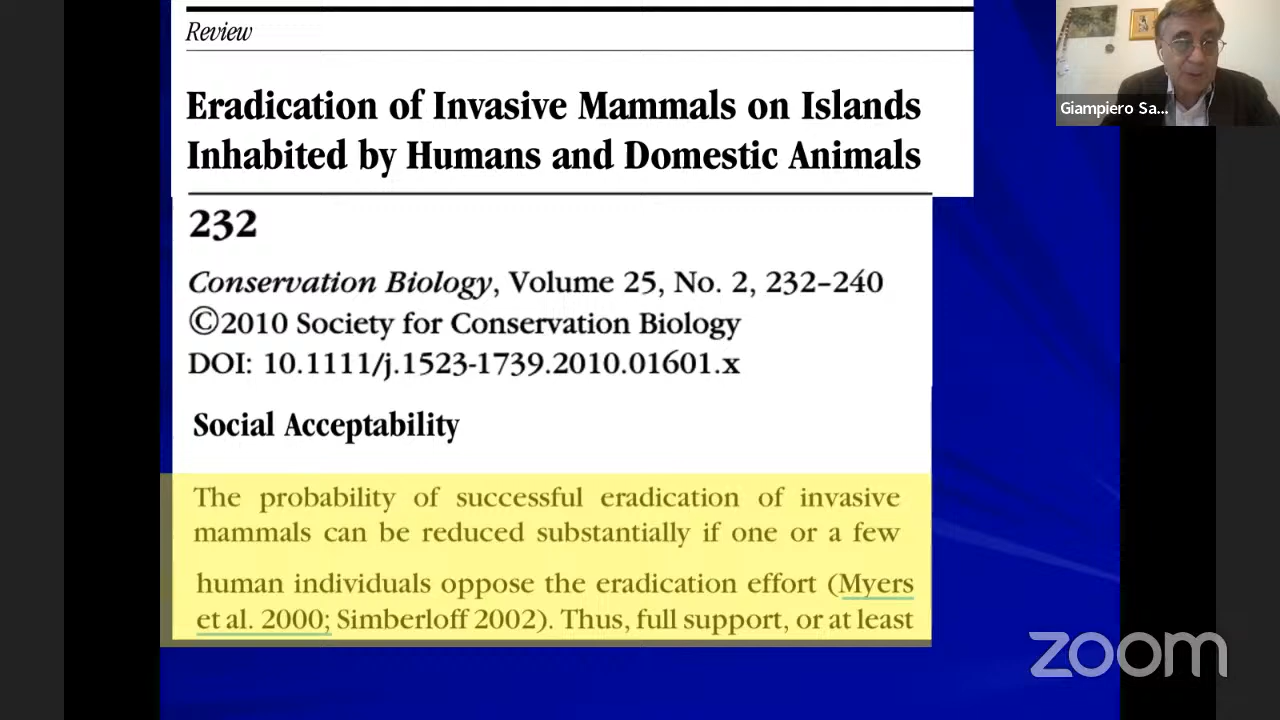 Review
Eradication of Invasive Mammals on Islands
Inhabited by Humans and Domestic Animals
232
Conservation Biology, Volume 25, No. 2, 232–240
©2010 Society for Conservation Biology
DOI: 10.1111/j.1523-1739.2010.01601.x
Social Acceptability
The probability of successful eradication of invasive
mammals can be reduced substantially if one or a few
human individuals oppose the eradication effort (Myers
et al. 2000; Simberloff 2002). Thus, full support, or at least
Giampiero Sa...
zoom